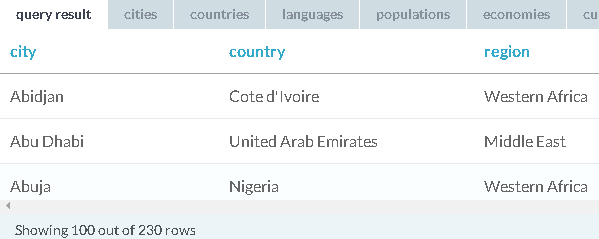 query result cities countries languages populations economies cu
city country region
Abidjan Cote d'Ivoire Western Africa
Abu Dhabi United Arab Emirates Middle East
Abuja Nigeria Western Africa
Showing 100 out of 230 rows